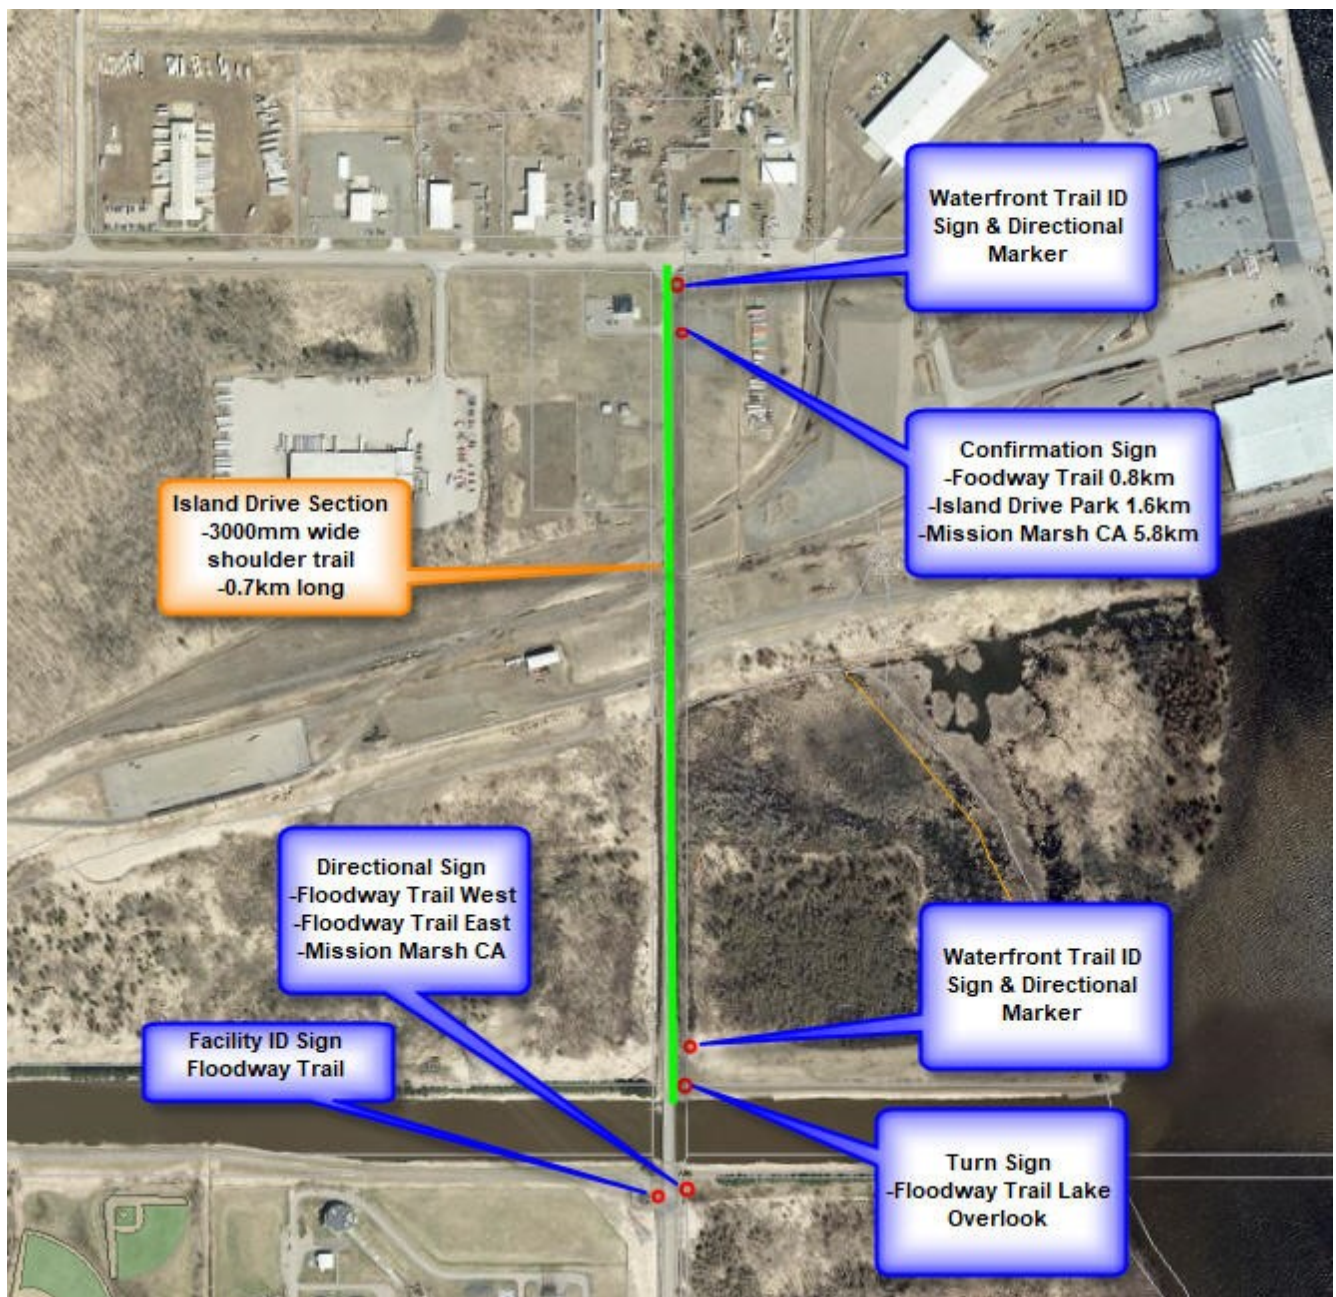 Waterfront Trail ID
Sign & Directional
Marker
Confirmation Sign
-Foodway Trail 0.8km
-Island Drive Park 1.6km
-Mission Marsh CA 5.8km
Island Drive Section
-3000mm wide
shoulder trail
-0.7km long
Directional Sign
-Floodway Trail West
-Floodway Trail East
-Mission Marsh CA
Waterfront Trail ID
Sign & Directional
Marker
Facility ID Sign
Floodway Trail
Turn Sign
-Floodway Trail Lake
Overlook